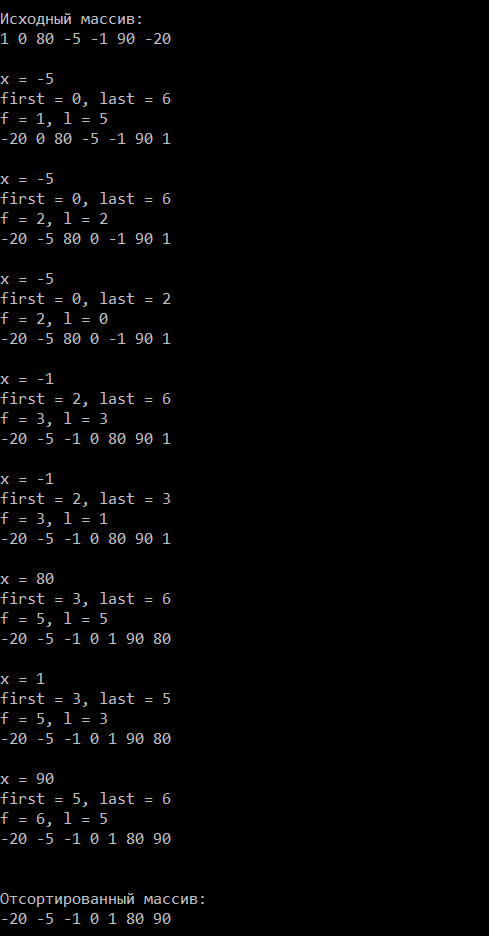 Исходный массив:
1 0 80 -5 -1 90 -20
x = -5
first = 0, last = 6
f = 1, l = 5
-20 0 80 -5 -1 90 1
x = -5
first = 0, last = 6
f = 2, l = 2
-20 -5 80 0 -1 90 1
x = -5
first = 0, last = 2
f = 2, l = 0
-20 -5 80 0 -1 90 1
x = -1
first = 2, last = 6
f = 3, l = 3
-20 -5 -1 0 80 90 1
x = -1
first = 2, last = 3
f = 3, l = 1
-20 -5 -1 0 80 90 1
x = 80
first = 3, last = 6
f = 5, l = 5
-20 -5 -1 0 1 90 80
x = 1
first = 3, last = 5
f = 5, l = 3
-20 -5 -1 0 1 90 80
x = 90
first = 5, last = 6
f = 6, l = 5
-20 -5 -1 0 1 80 90
Отсортированный массив:
-20 -5 -1 0 1 80 90